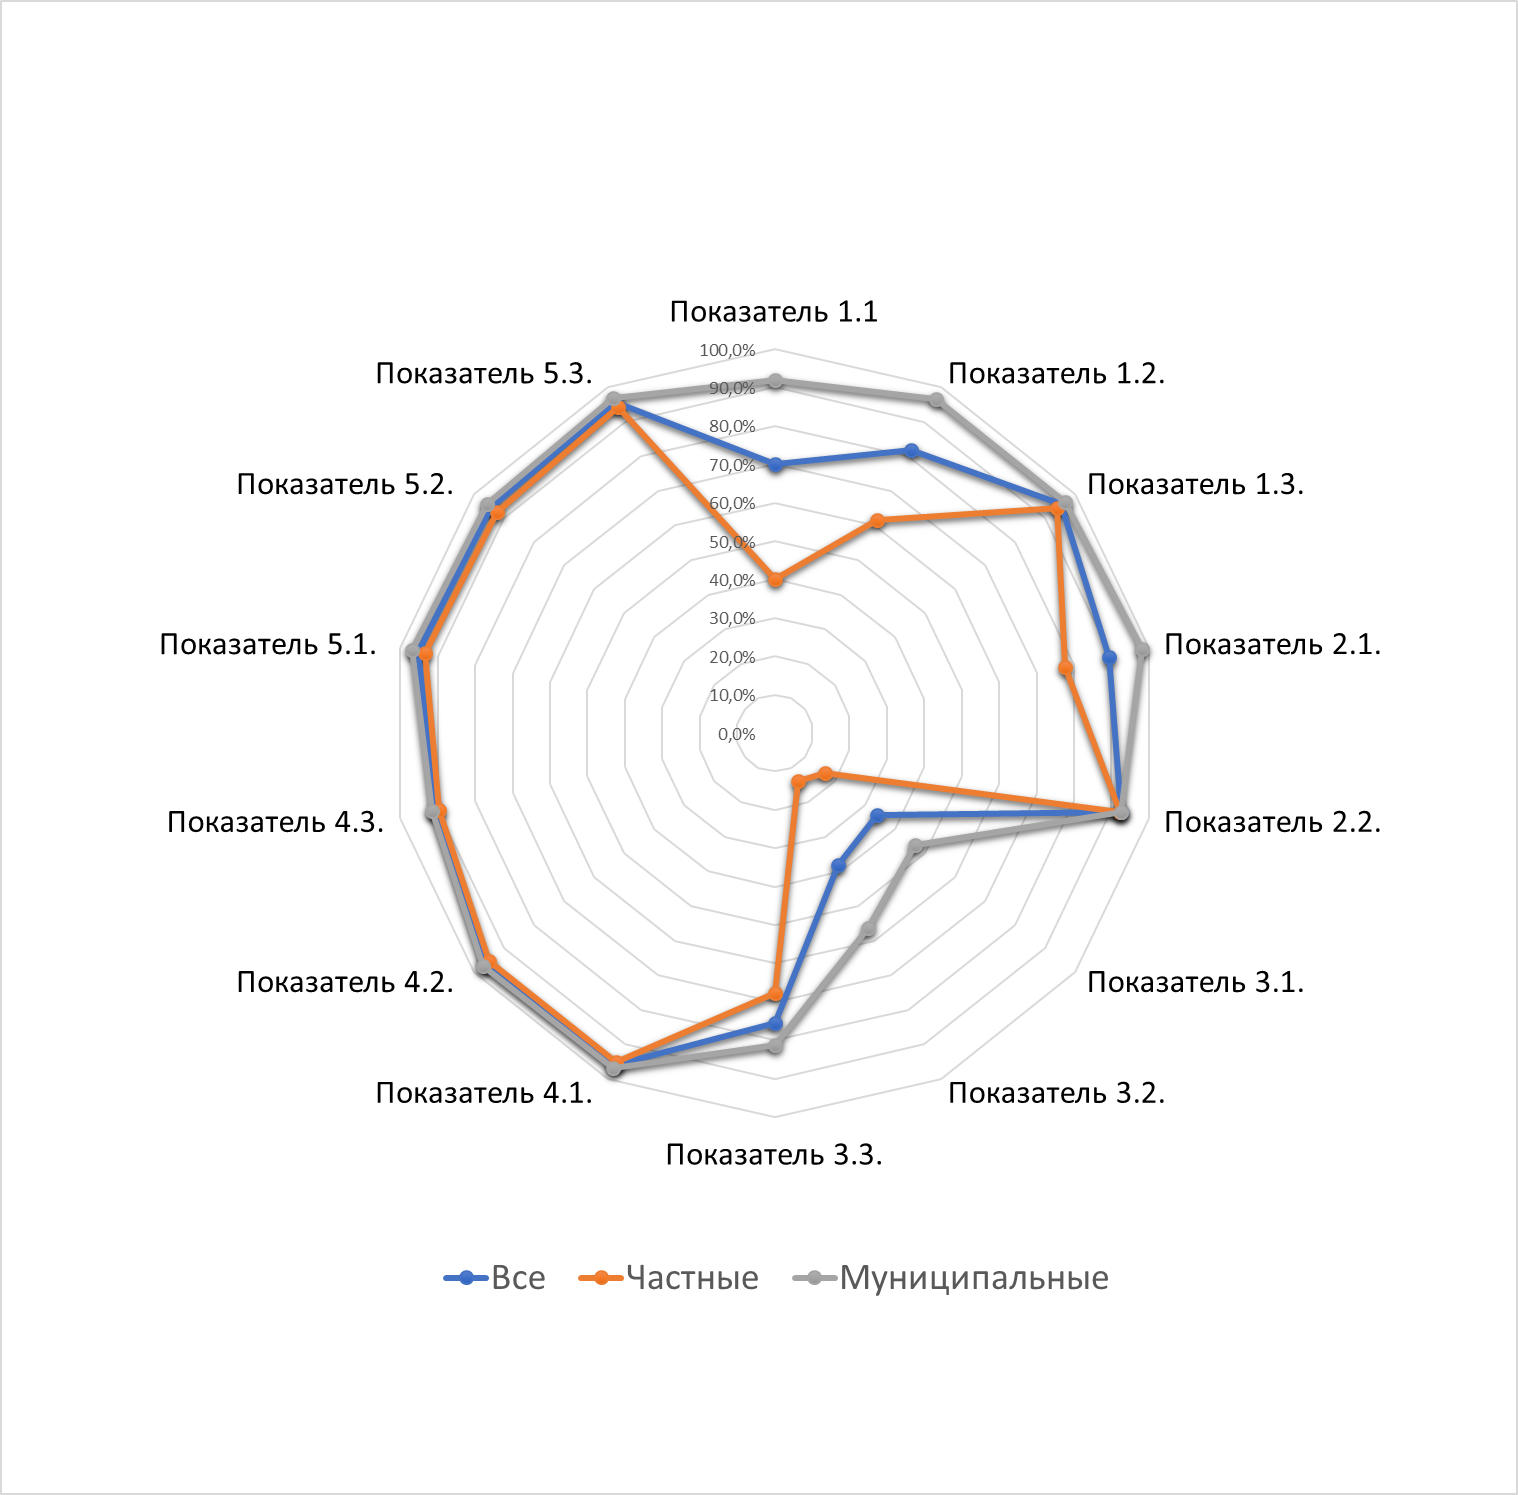 Показатель 1.1
100,0%
Показатель 5.3.
Показатель 1.2.
90,0%
80,0%
70,0%
Показатель 5.2.
Показатель 1.3.
60,0%
50,0%
40,0%
30,0%
Показатель 5.1.
Показатель 2.1.
20,0%
10,0%
0,0%
Показатель 4.3.
Показатель 2.2.
Показатель 4.2.
Показатель 3.1.
Показатель 4.1.
Показатель 3.2.
Показатель 3.3.
Все Частные Муниципальные